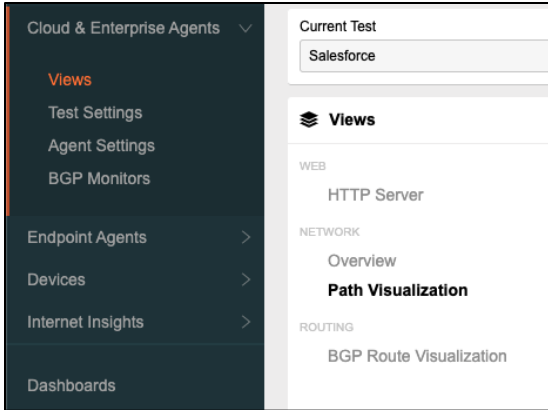 Cloud & Enterprise Agents
Views
Test Settings
Agent Settings
BGP Monitors
Endpoint Agents
Devices
Internet Insights
Dashboards
Current Test
Salesforce
Views
WEB
HTTP Server
NETWORK
Overview
Path Visualization
ROUTING
BGP Route Visualization